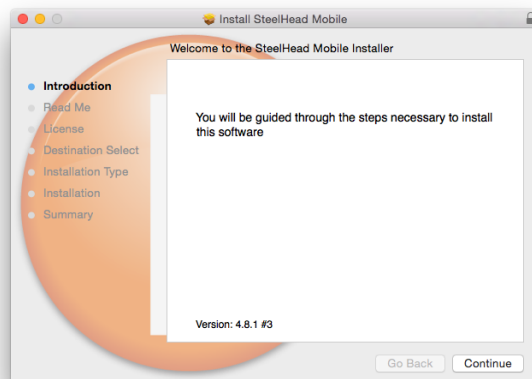 Install SteelHead Mobile
Welcome to the SteelHead Mobile Installer
Introduction
Read Me
License
Destination Select
Installation Type
Installation
Summary
You will be guided through the steps necessary to install
this software
Version: 4.8.1 #3
Go Back
Continue